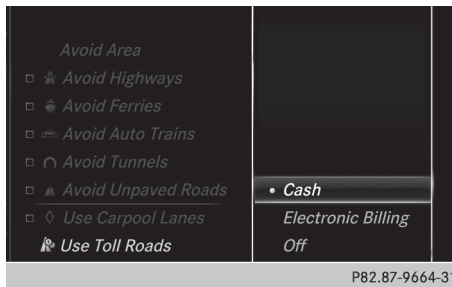 Avoid Area
Avoid Highways
Avoid Ferries
Avoid Auto Trains
Avoid Tunnels
Avoid Unpaved Roads
Use Carpool Lanes
Use Toll Roads
Cash
Electronic Billing
Off
P82.87-9664-31